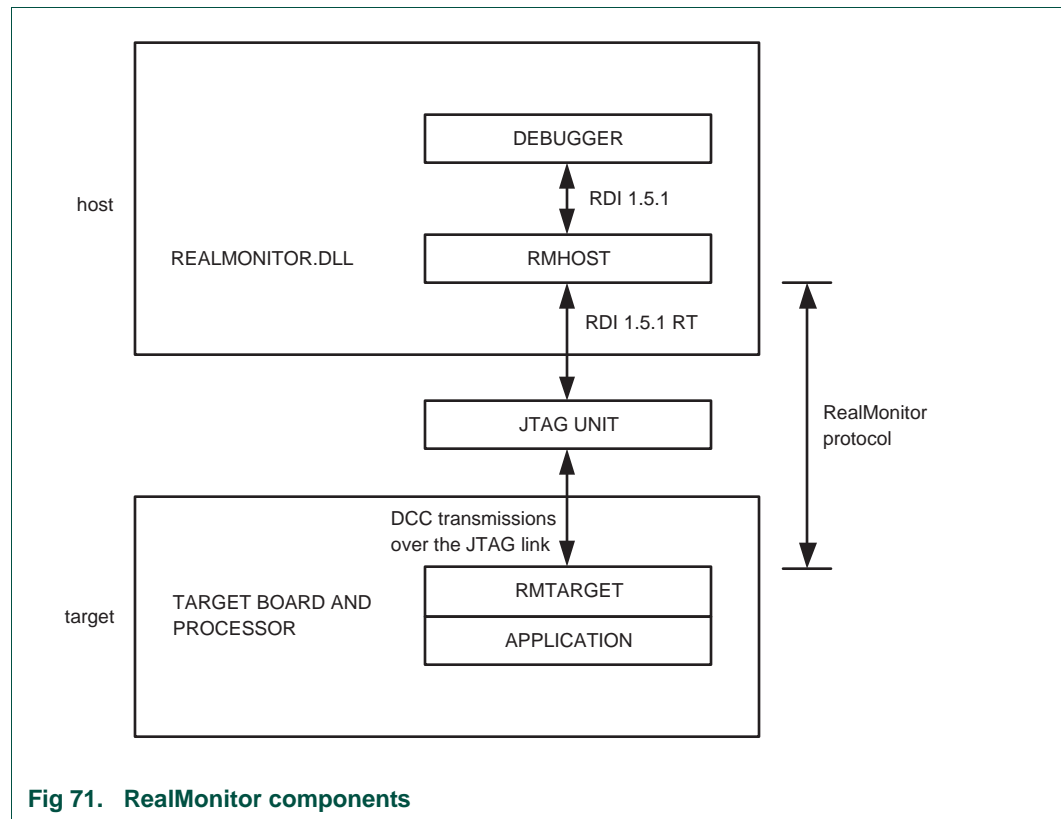 DEBUGGER
RDI 1.5.1
host
REALMONITOR.DLL
RMHOST
RDI 1.5.1 RT
JTAG UNIT
RealMonitor
protocol
DCC transmissions
over the JTAG link
target
TARGET BOARD AND
PROCESSOR
RMTARGET
APPLICATION
Fig 71. RealMonitor components